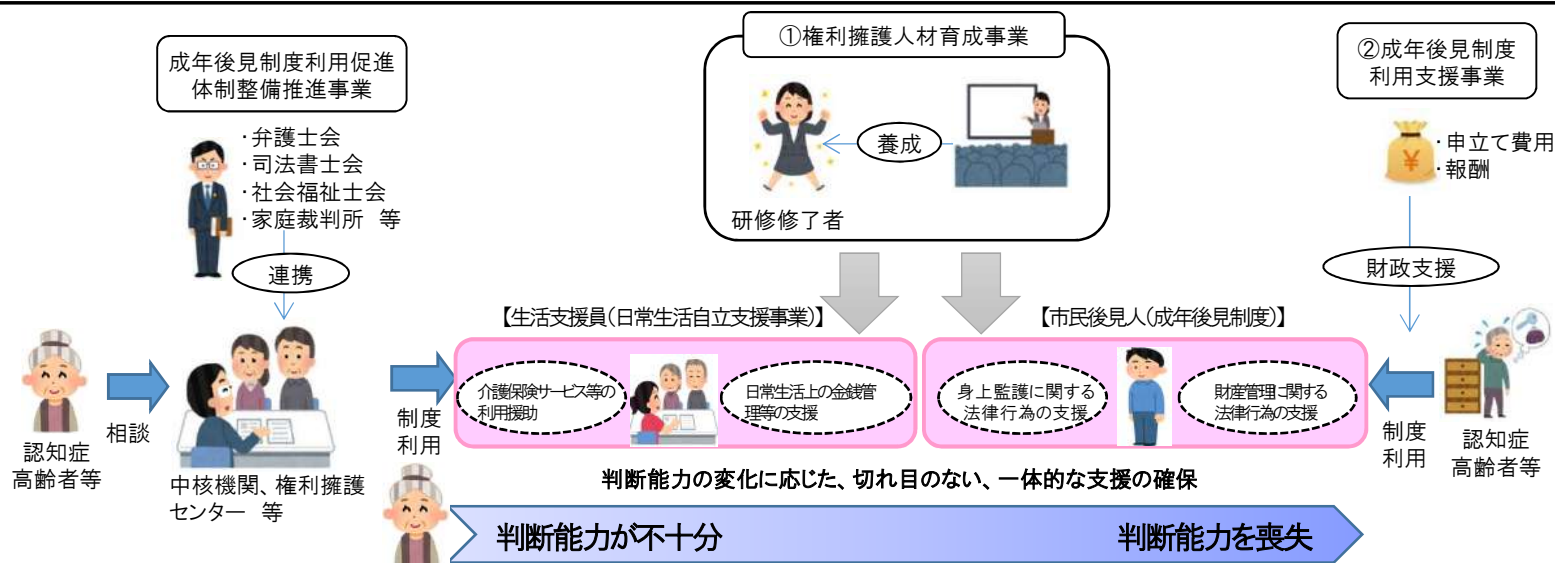 成年後見制度利用促進
体制整備推進事業
・弁護士会
・司法書士会
・社会福祉士会
・家庭裁判所 等
連携
①権利擁護人材育成事業
養成
研修修了者
②成年後見制度
利用支援事業
¥
・申立て費用
・報酬
財政支援
認知症
高齢者等
相談
中核機関、権利擁護
センター 等
制度
利用
【生活支援員(日常生活自立支援事業)】
介護保険サービス等の
利用援助
日常生活上の金銭管
理等の支援
【市民後見人(成年後見制度)】
身上監護に関する
法律行為の支援
財産管理に関する
法律行為の支援
制度
利用
認知症
高齢者等
判断能力の変化に応じた、切れ目のない、一体的な支援の確保
判断能力が不十分
判断能力を喪失